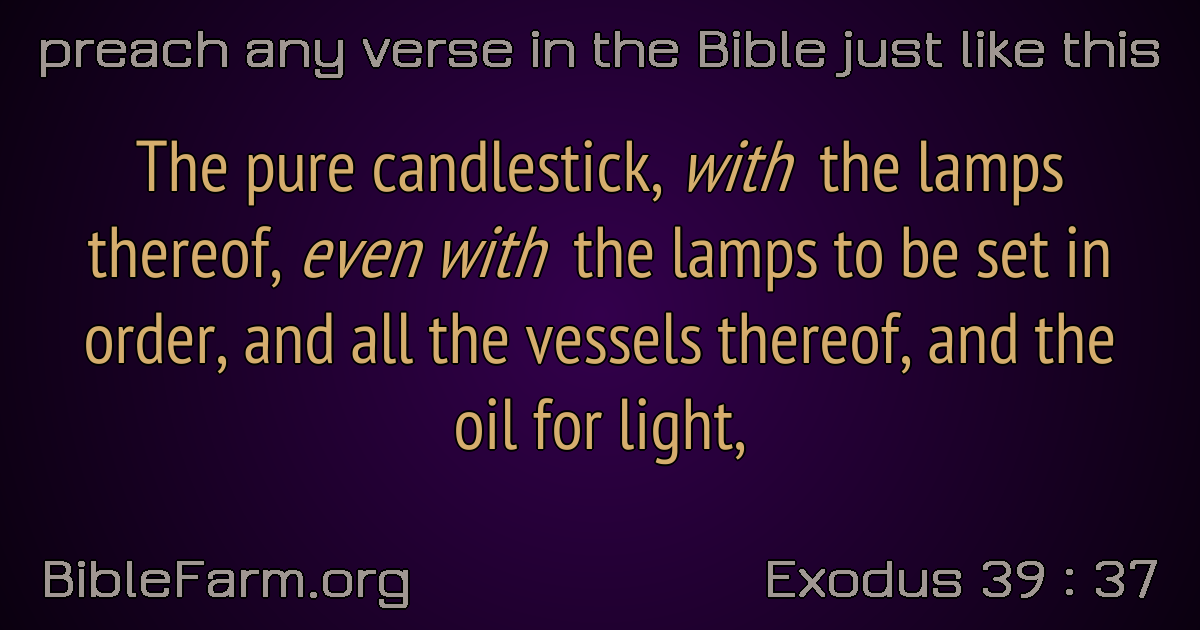 preach any verse in the Bible just like this
The pure candlestick, with the lamps
thereof, even with the lamps to be set in
order, and all the vessels thereof, and the
oil for light,
BibleFarm.org
Exodus 39 : 37